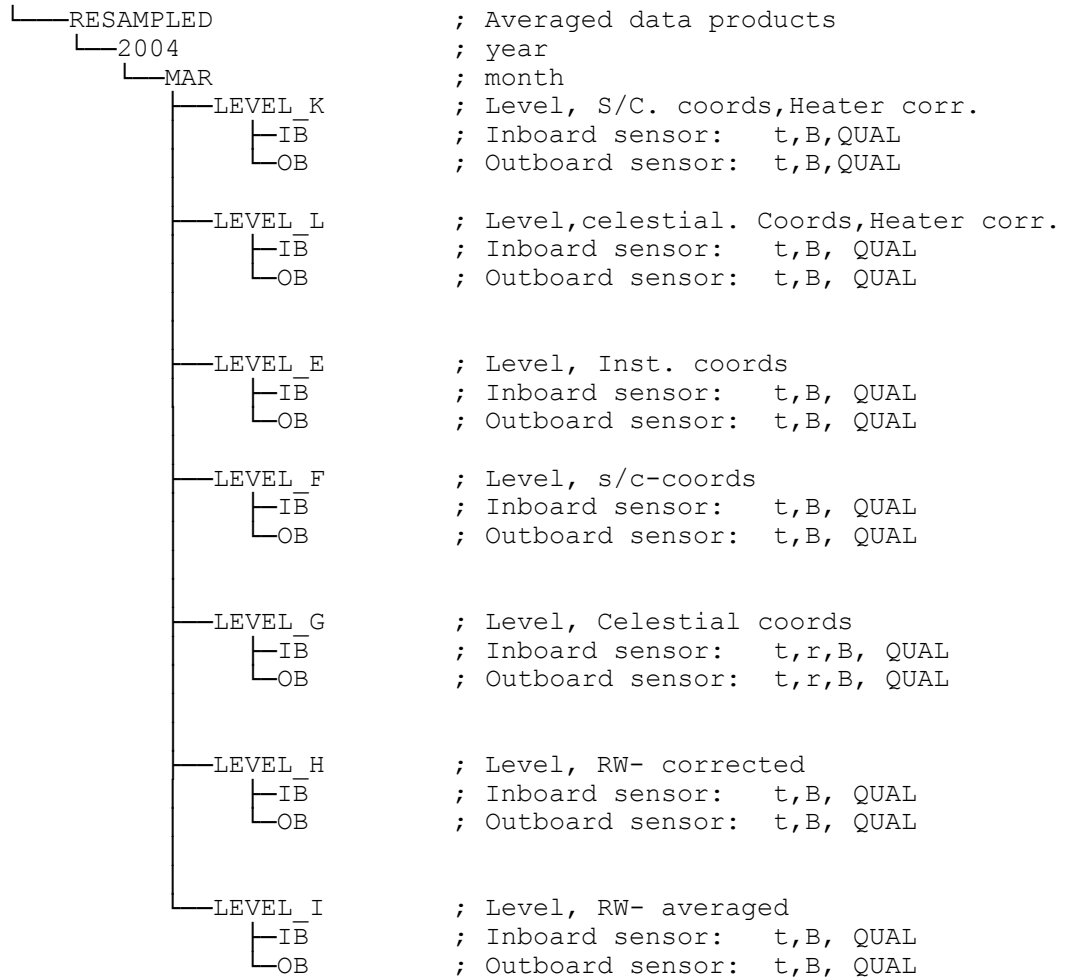 └───RESAMPLED ; Averaged data products
└──2004 ; year
└──MAR ; month
├──LEVEL_K ; Level, S/C. coords,Heater corr.
├─IB ; Inboard sensor: t,B,QUAL
└─OB ; Outboard sensor: t,B,QUAL
├──LEVEL_L ; Level,celestial. Coords,Heater corr.
├─IB ; Inboard sensor: t,B, QUAL
└─OB ; Outboard sensor: t,B, QUAL
├──LEVEL_E ; Level, Inst. coords
├─IB ; Inboard sensor: t,B, QUAL
└─OB ; Outboard sensor: t,B, QUAL
├──LEVEL_F ; Level, s/c-coords
├─IB ; Inboard sensor: t,B, QUAL
└─OB ; Outboard sensor: t,B, QUAL
├──LEVEL_G ; Level, Celestial coords
├─IB ; Inboard sensor: t,r,B, QUAL
└─OB ; Outboard sensor: t,r,B, QUAL
├──LEVEL_H ; Level, RW- corrected
├─IB ; Inboard sensor: t,B, QUAL
└─OB ; Outboard sensor: t,B, QUAL
└──LEVEL_I ; Level, RW- averaged
├─IB ; Inboard sensor: t,B, QUAL
└─OB ; Outboard sensor: t,B, QUAL